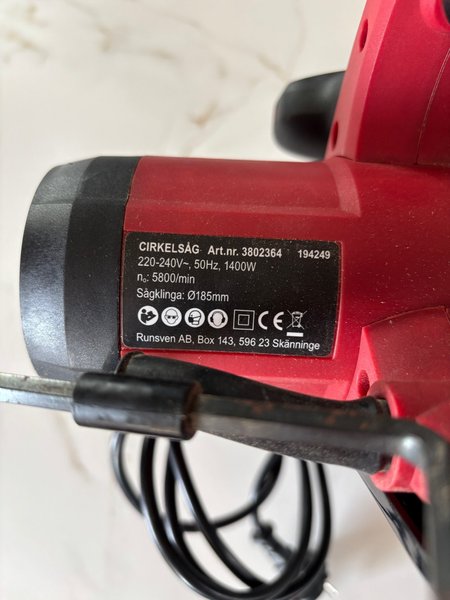 CIRKELSÅG Art.nr. 3802364 194249
220-240V~, 50Hz, 1400W
n₀: 5800/min
Sågklinga: Ø185mm
CE
Runsven AB, Box 143, 596 23 Skänninge